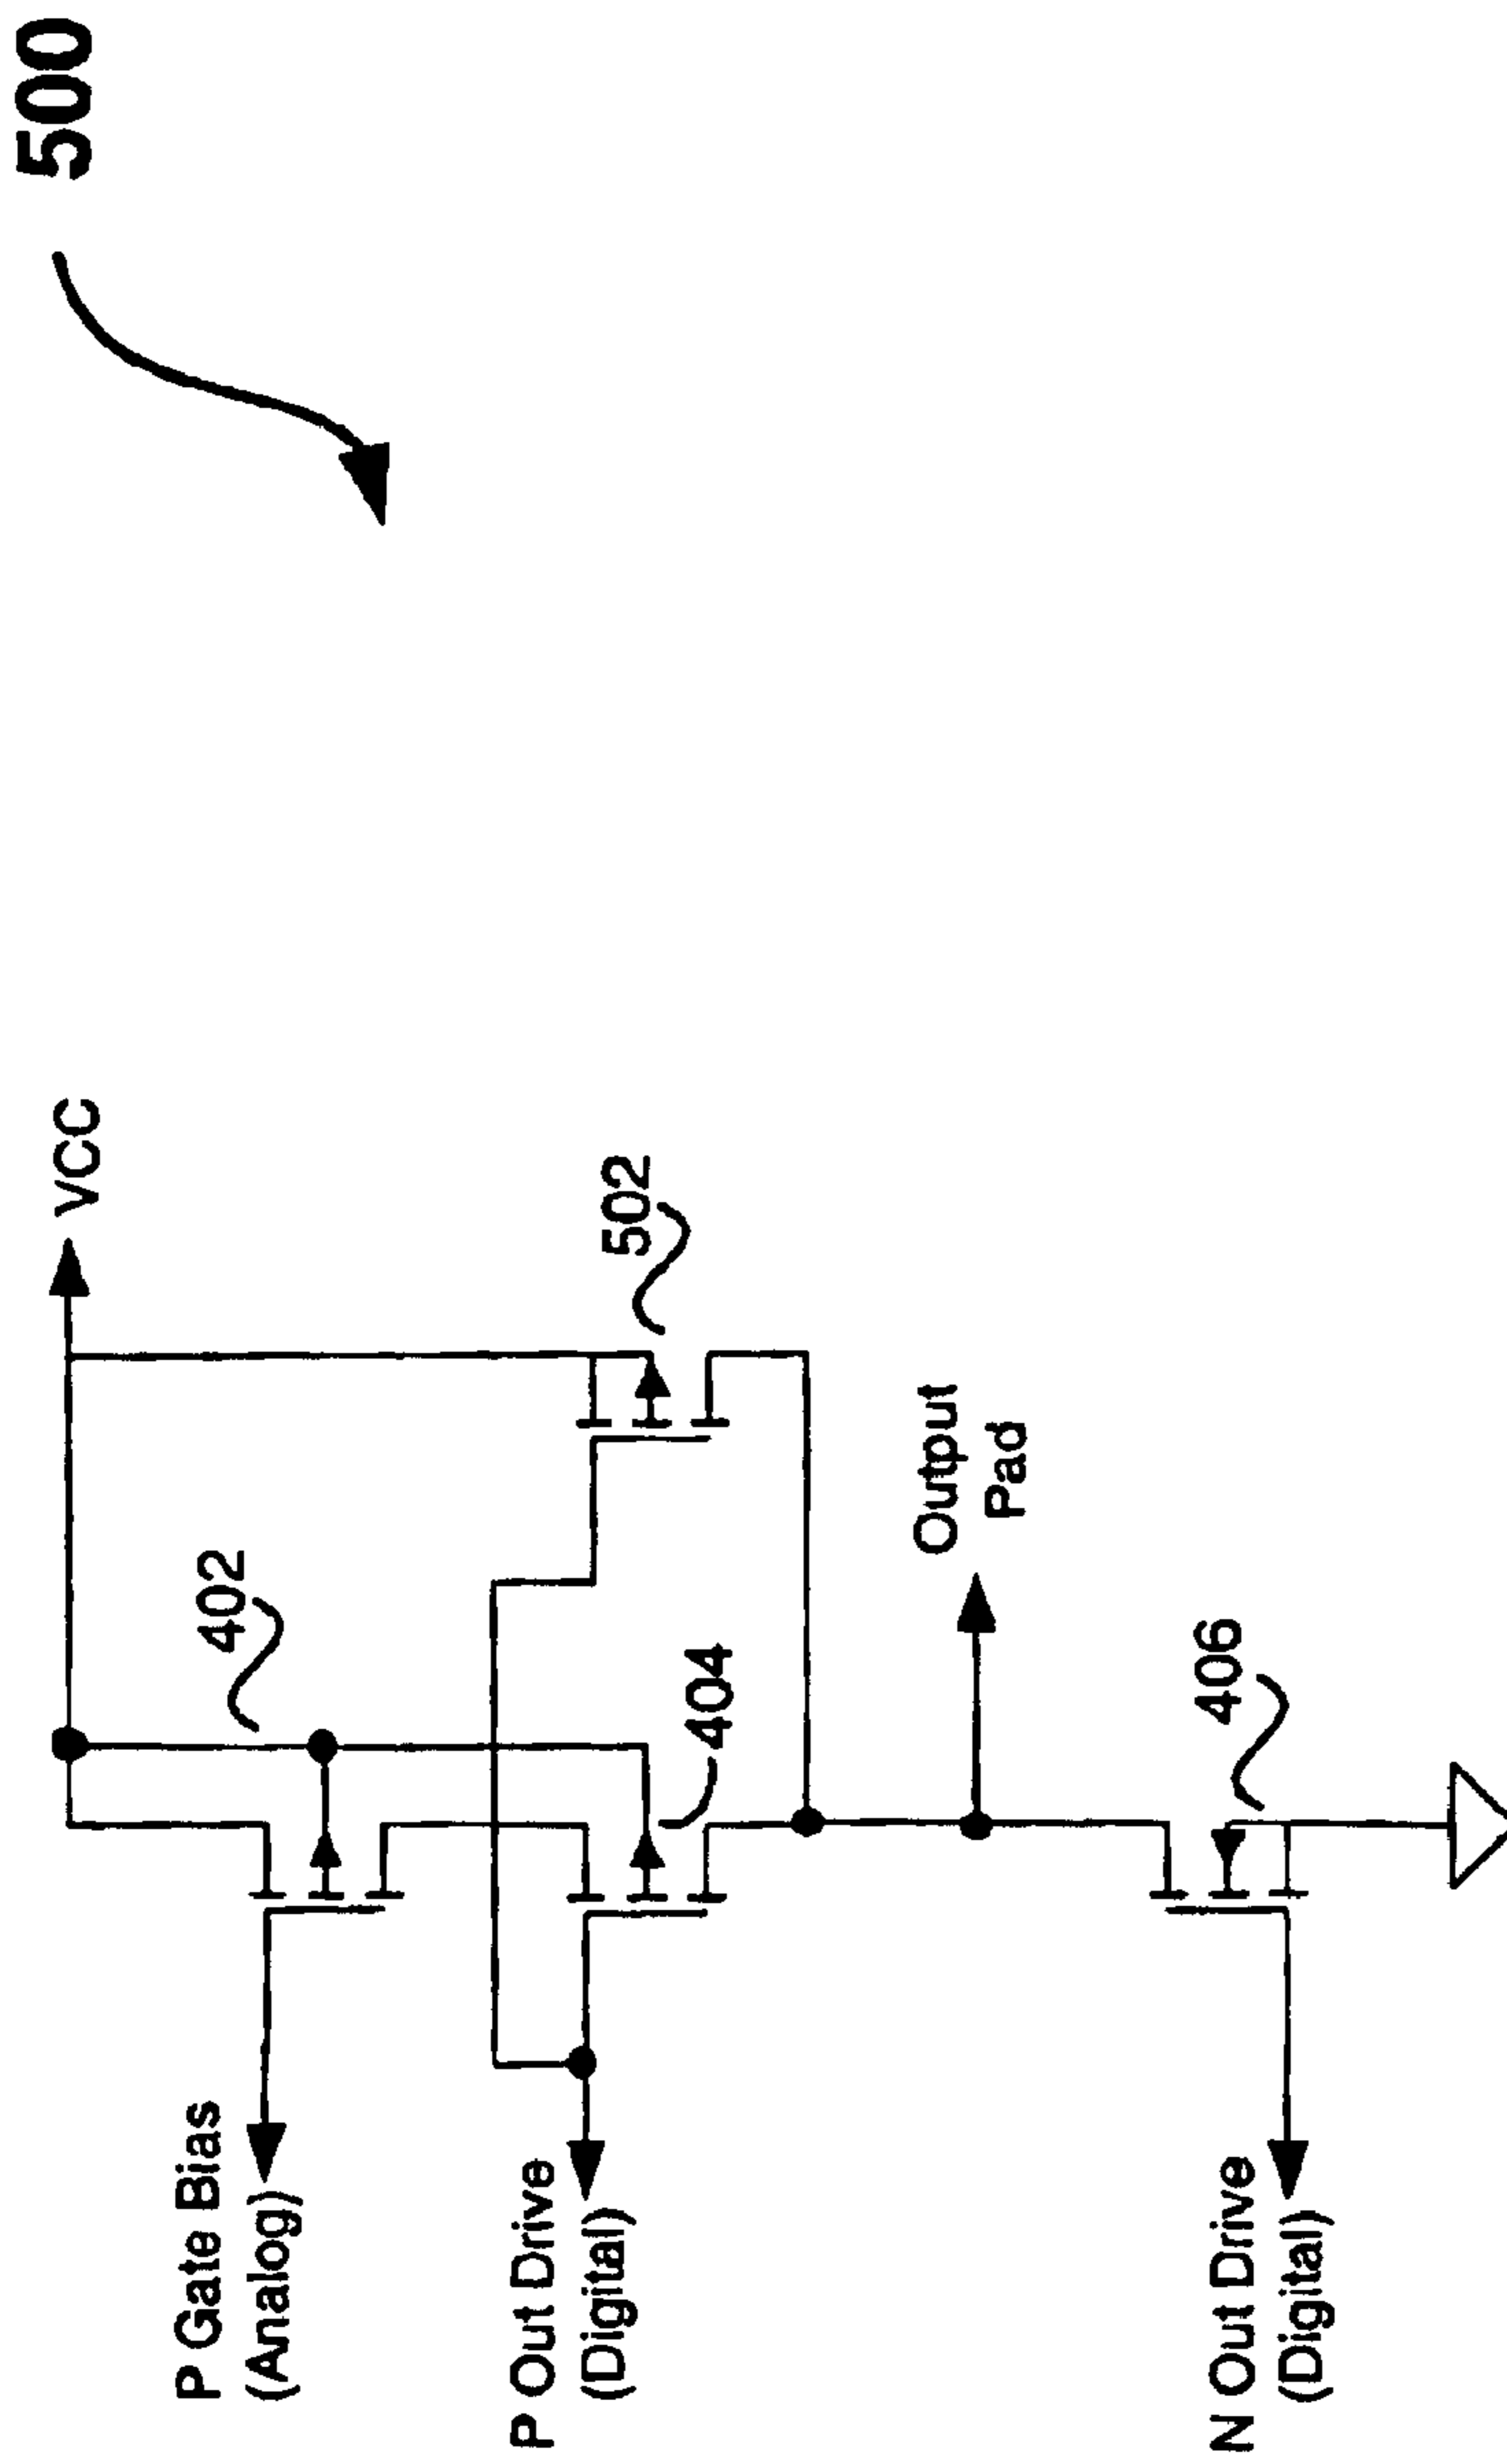 500
VCC
502
402
404
Output
Pad
406
P Gate Bias
(Analog)
P Out Drive
(Digital)
N Out Drive
(Digital)